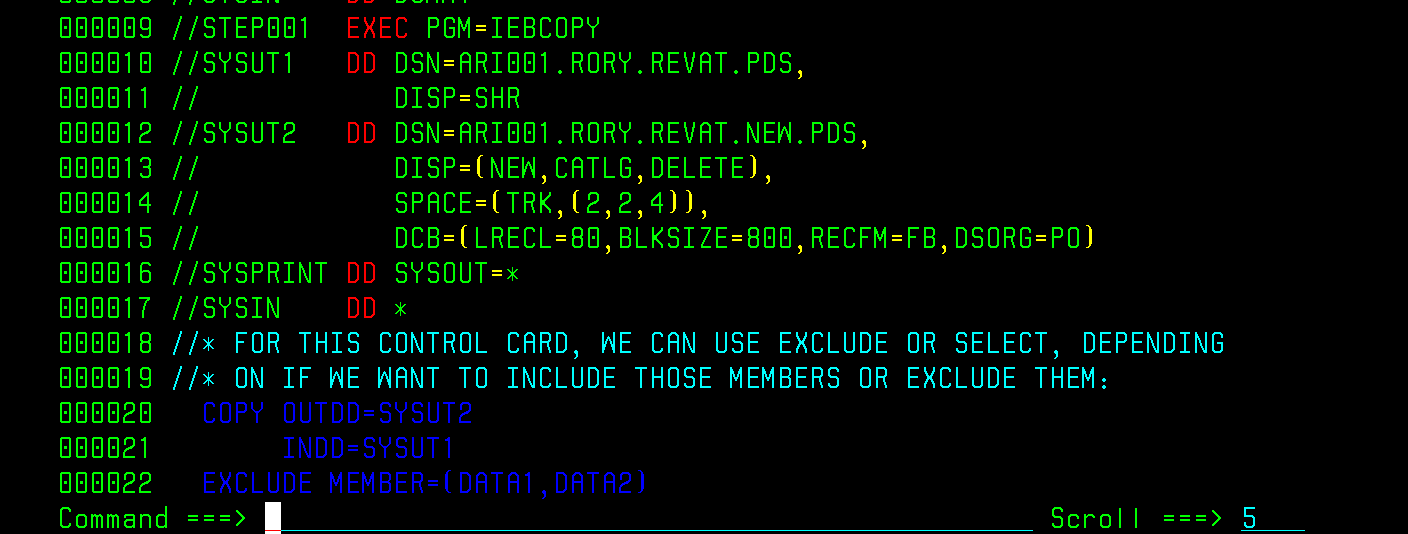 000009 //STEP001  EXEC PGM=IEBCOPY
000010 //SYSUT1   DD DSN=ARI001.RORY.REVAT.PDS,
000011 //            DISP=SHR
000012 //SYSUT2   DD DSN=ARI001.RORY.REVAT.NEW.PDS,
000013 //            DISP=(NEW,CATLG,DELETE),
000014 //            SPACE=(TRK,(2,2,4)),
000015 //            DCB=(LRECL=80,BLKSIZE=800,RECFM=FB,DSORG=PO)
000016 //SYSPRINT DD SYSOUT=*
000017 //SYSIN    DD *
000018 //* FOR THIS CONTROL CARD, WE CAN USE EXCLUDE OR SELECT, DEPENDING
000019 //* ON IF WE WANT TO INCLUDE THOSE MEMBERS OR EXCLUDE THEM:
000020   COPY OUTDD=SYSUT2
000021        INDD=SYSUT1
000022   EXCLUDE MEMBER=(DATA1,DATA2)
Command ===> Scroll ===> 5